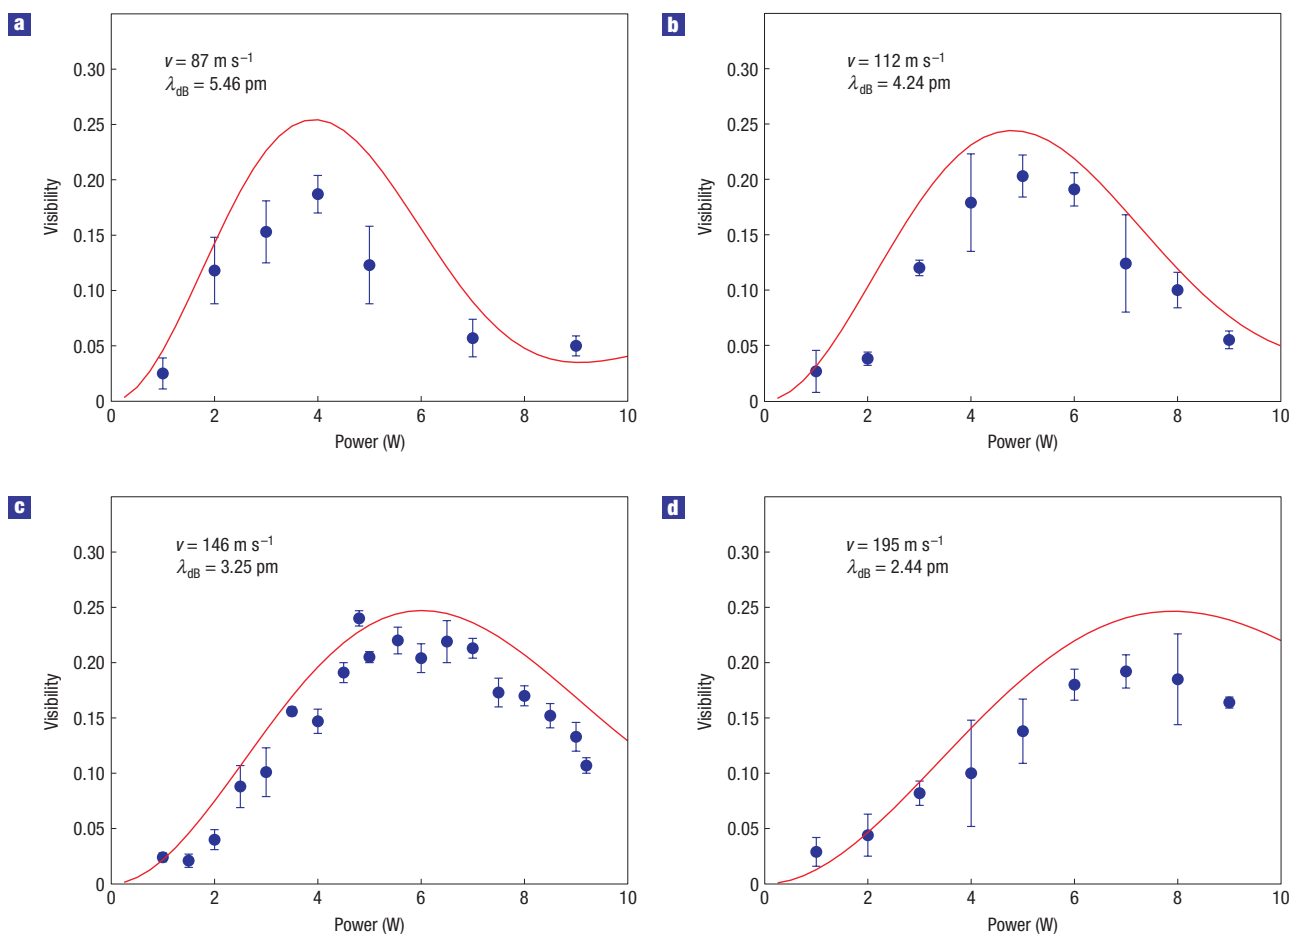 a
v = 87 m s⁻¹
λdB = 5.46 pm
0.30
0.25
0.20
0.15
0.10
0.05
0
Visibility
0 2 4 6 8 10
Power (W)
b
v = 112 m s⁻¹
λdB = 4.24 pm
0.30
0.25
0.20
0.15
0.10
0.05
0
Visibility
0 2 4 6 8 10
Power (W)
c
v = 146 m s⁻¹
λdB = 3.25 pm
0.30
0.25
0.20
0.15
0.10
0.05
0
Visibility
0 2 4 6 8 10
Power (W)
d
v = 195 m s⁻¹
λdB = 2.44 pm
0.30
0.25
0.20
0.15
0.10
0.05
0
Visibility
0 2 4 6 8 10
Power (W)